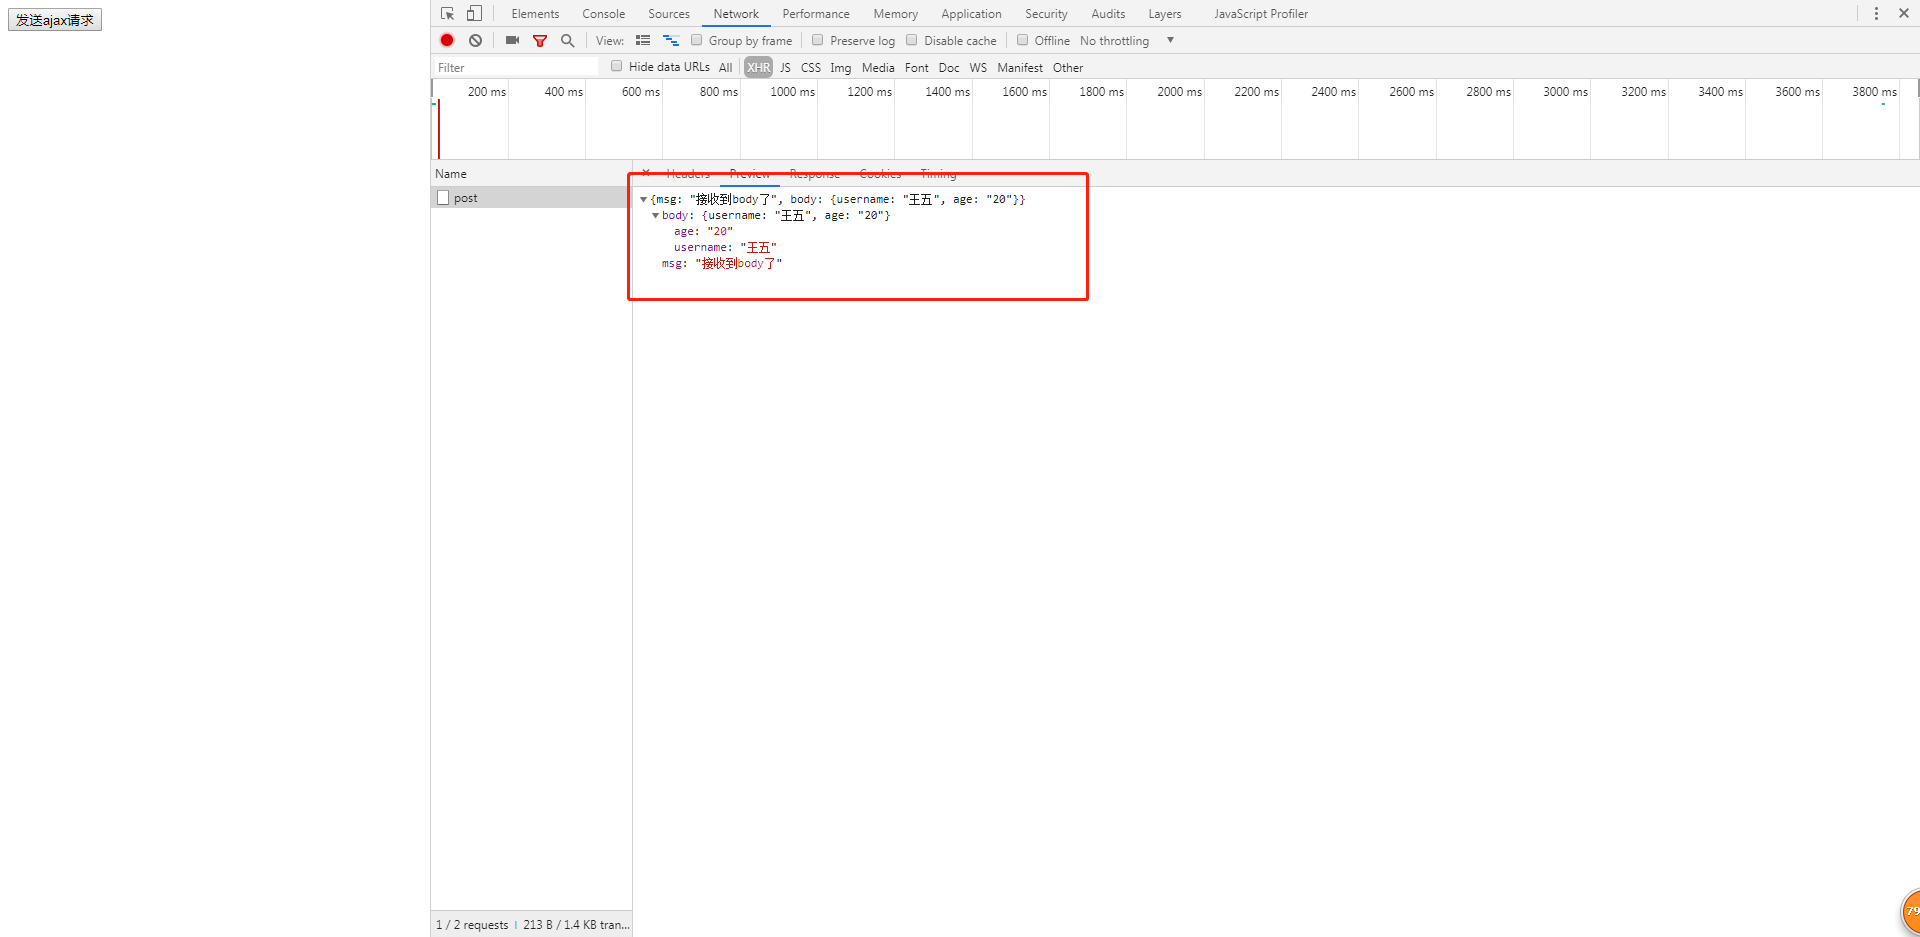 发送ajax请求
Elements Console Sources Network Performance Memory Application Security Audits Layers JavaScript Profiler
View: Group by frame Preserve log Disable cache Offline No throttling
Filter Hide data URLs All XHR JS CSS Img Media Font Doc WS Manifest Other
200 ms 400 ms 600 ms 800 ms 1000 ms 1200 ms 1400 ms 1600 ms 1800 ms 2000 ms 2200 ms 2400 ms 2600 ms 2800 ms 3000 ms 3200 ms 3400 ms 3600 ms 3800 ms
Name Headers Preview Response Cookies Timing
post
{msg: "接收到body了", body: {username: "王五", age: "20"}}
body: {username: "王五", age: "20"}
age: "20"
username: "王五"
msg: "接收到body了"
1 / 2 requests 213 B / 1.4 KB tran...
79